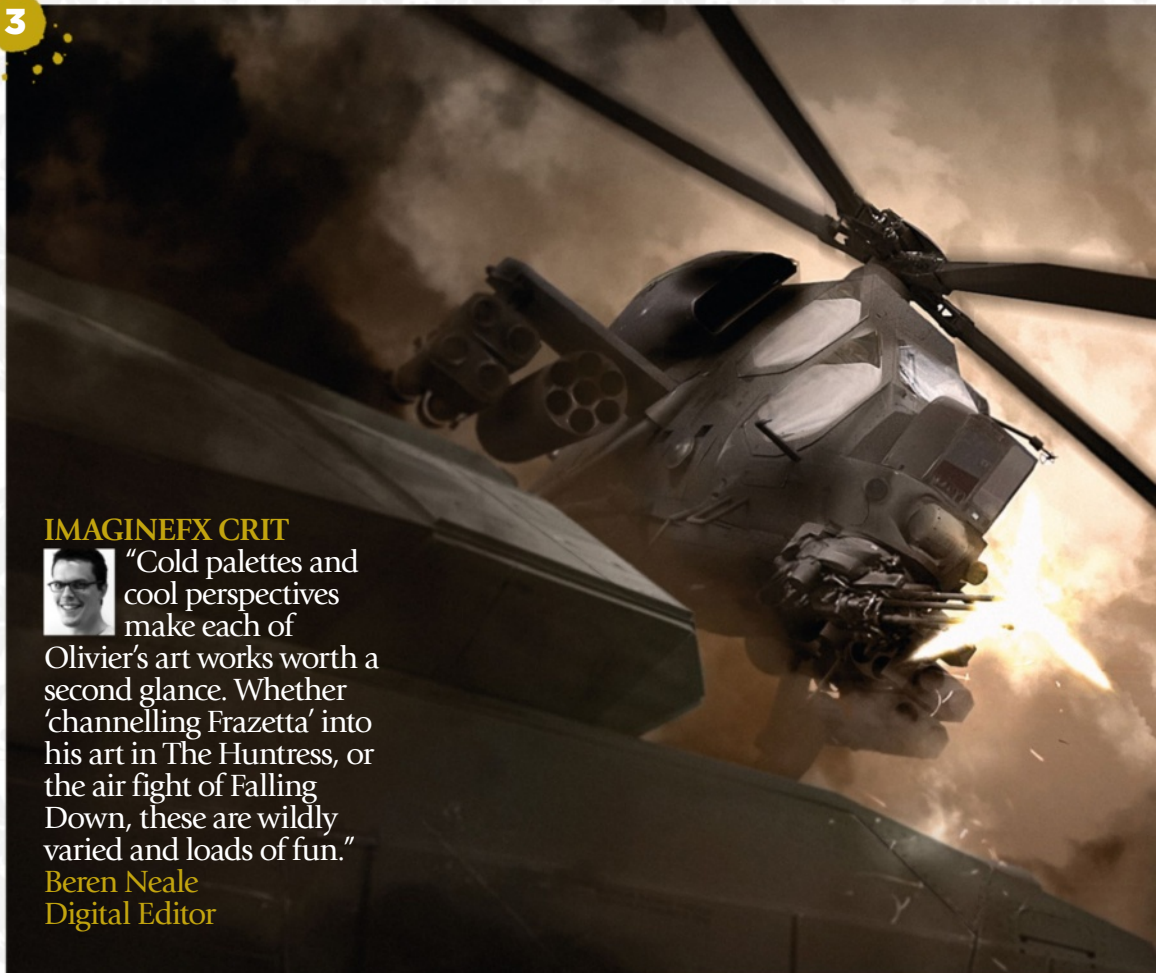 3
IMAGINEFX CRIT
“Cold palettes and
cool perspectives
make each of
Olivier’s art works worth a
second glance. Whether
‘channelling Frazetta’ into
his art in The Huntress, or
the air fight of Falling
Down, these are wildly
varied and loads of fun.”
Beren Neale
Digital Editor